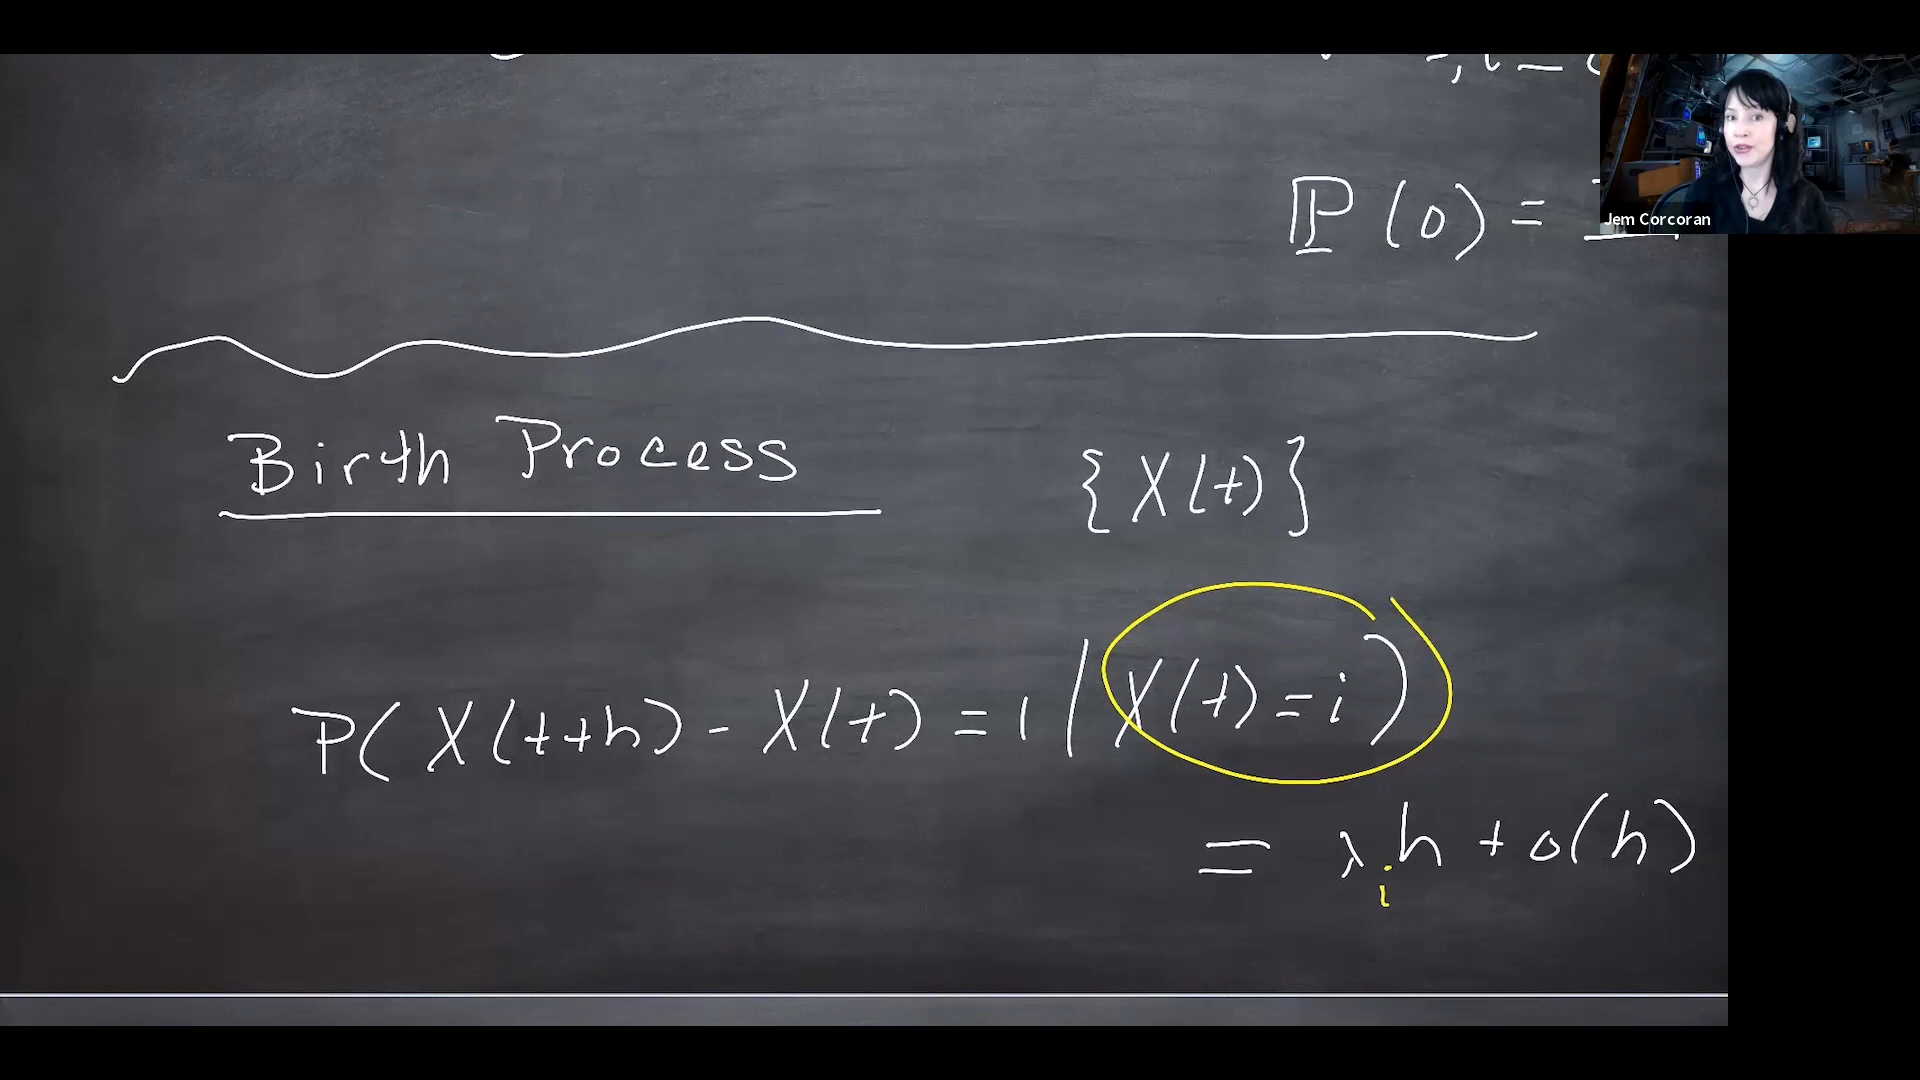 Jem Corcoran
ℙ(0) =
Birth Process {X(t)}
P(X(t+h) - X(t) = 1 | X(t) = i)
= λᵢh + o(h)